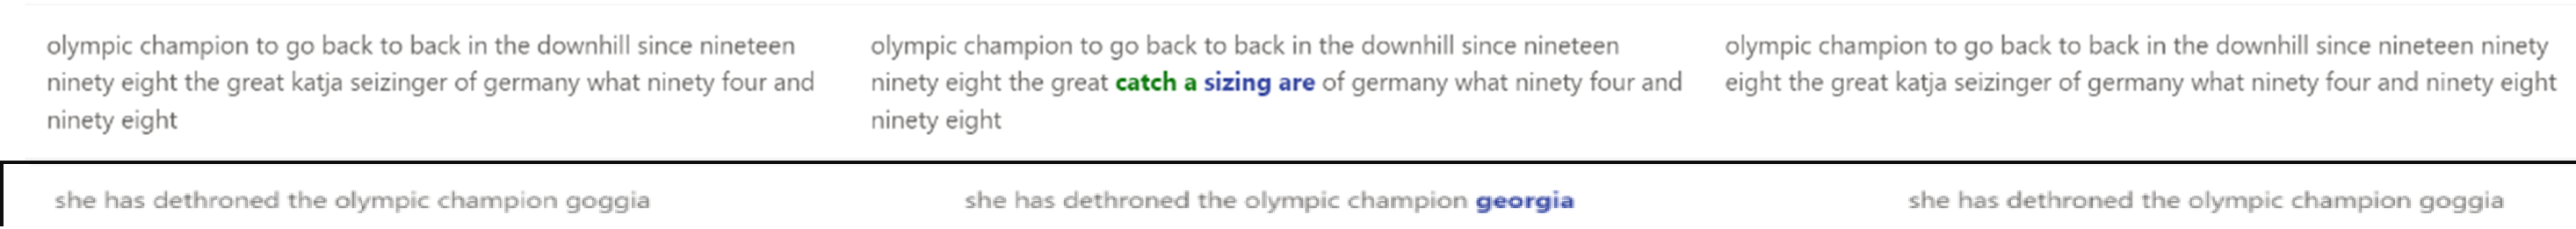 olympic champion to go back to back in the downhill since nineteen
ninety eight the great katja seizinger of germany what ninety four and
ninety eight
olympic champion to go back to back in the downhill since nineteen
ninety eight the great catch a sizing are of germany what ninety four and
ninety eight
olympic champion to go back to back in the downhill since nineteen ninety
eight the great katja seizinger of germany what ninety four and ninety eight
she has dethroned the olympic champion goggia
she has dethroned the olympic champion georgia
she has dethroned the olympic champion goggia